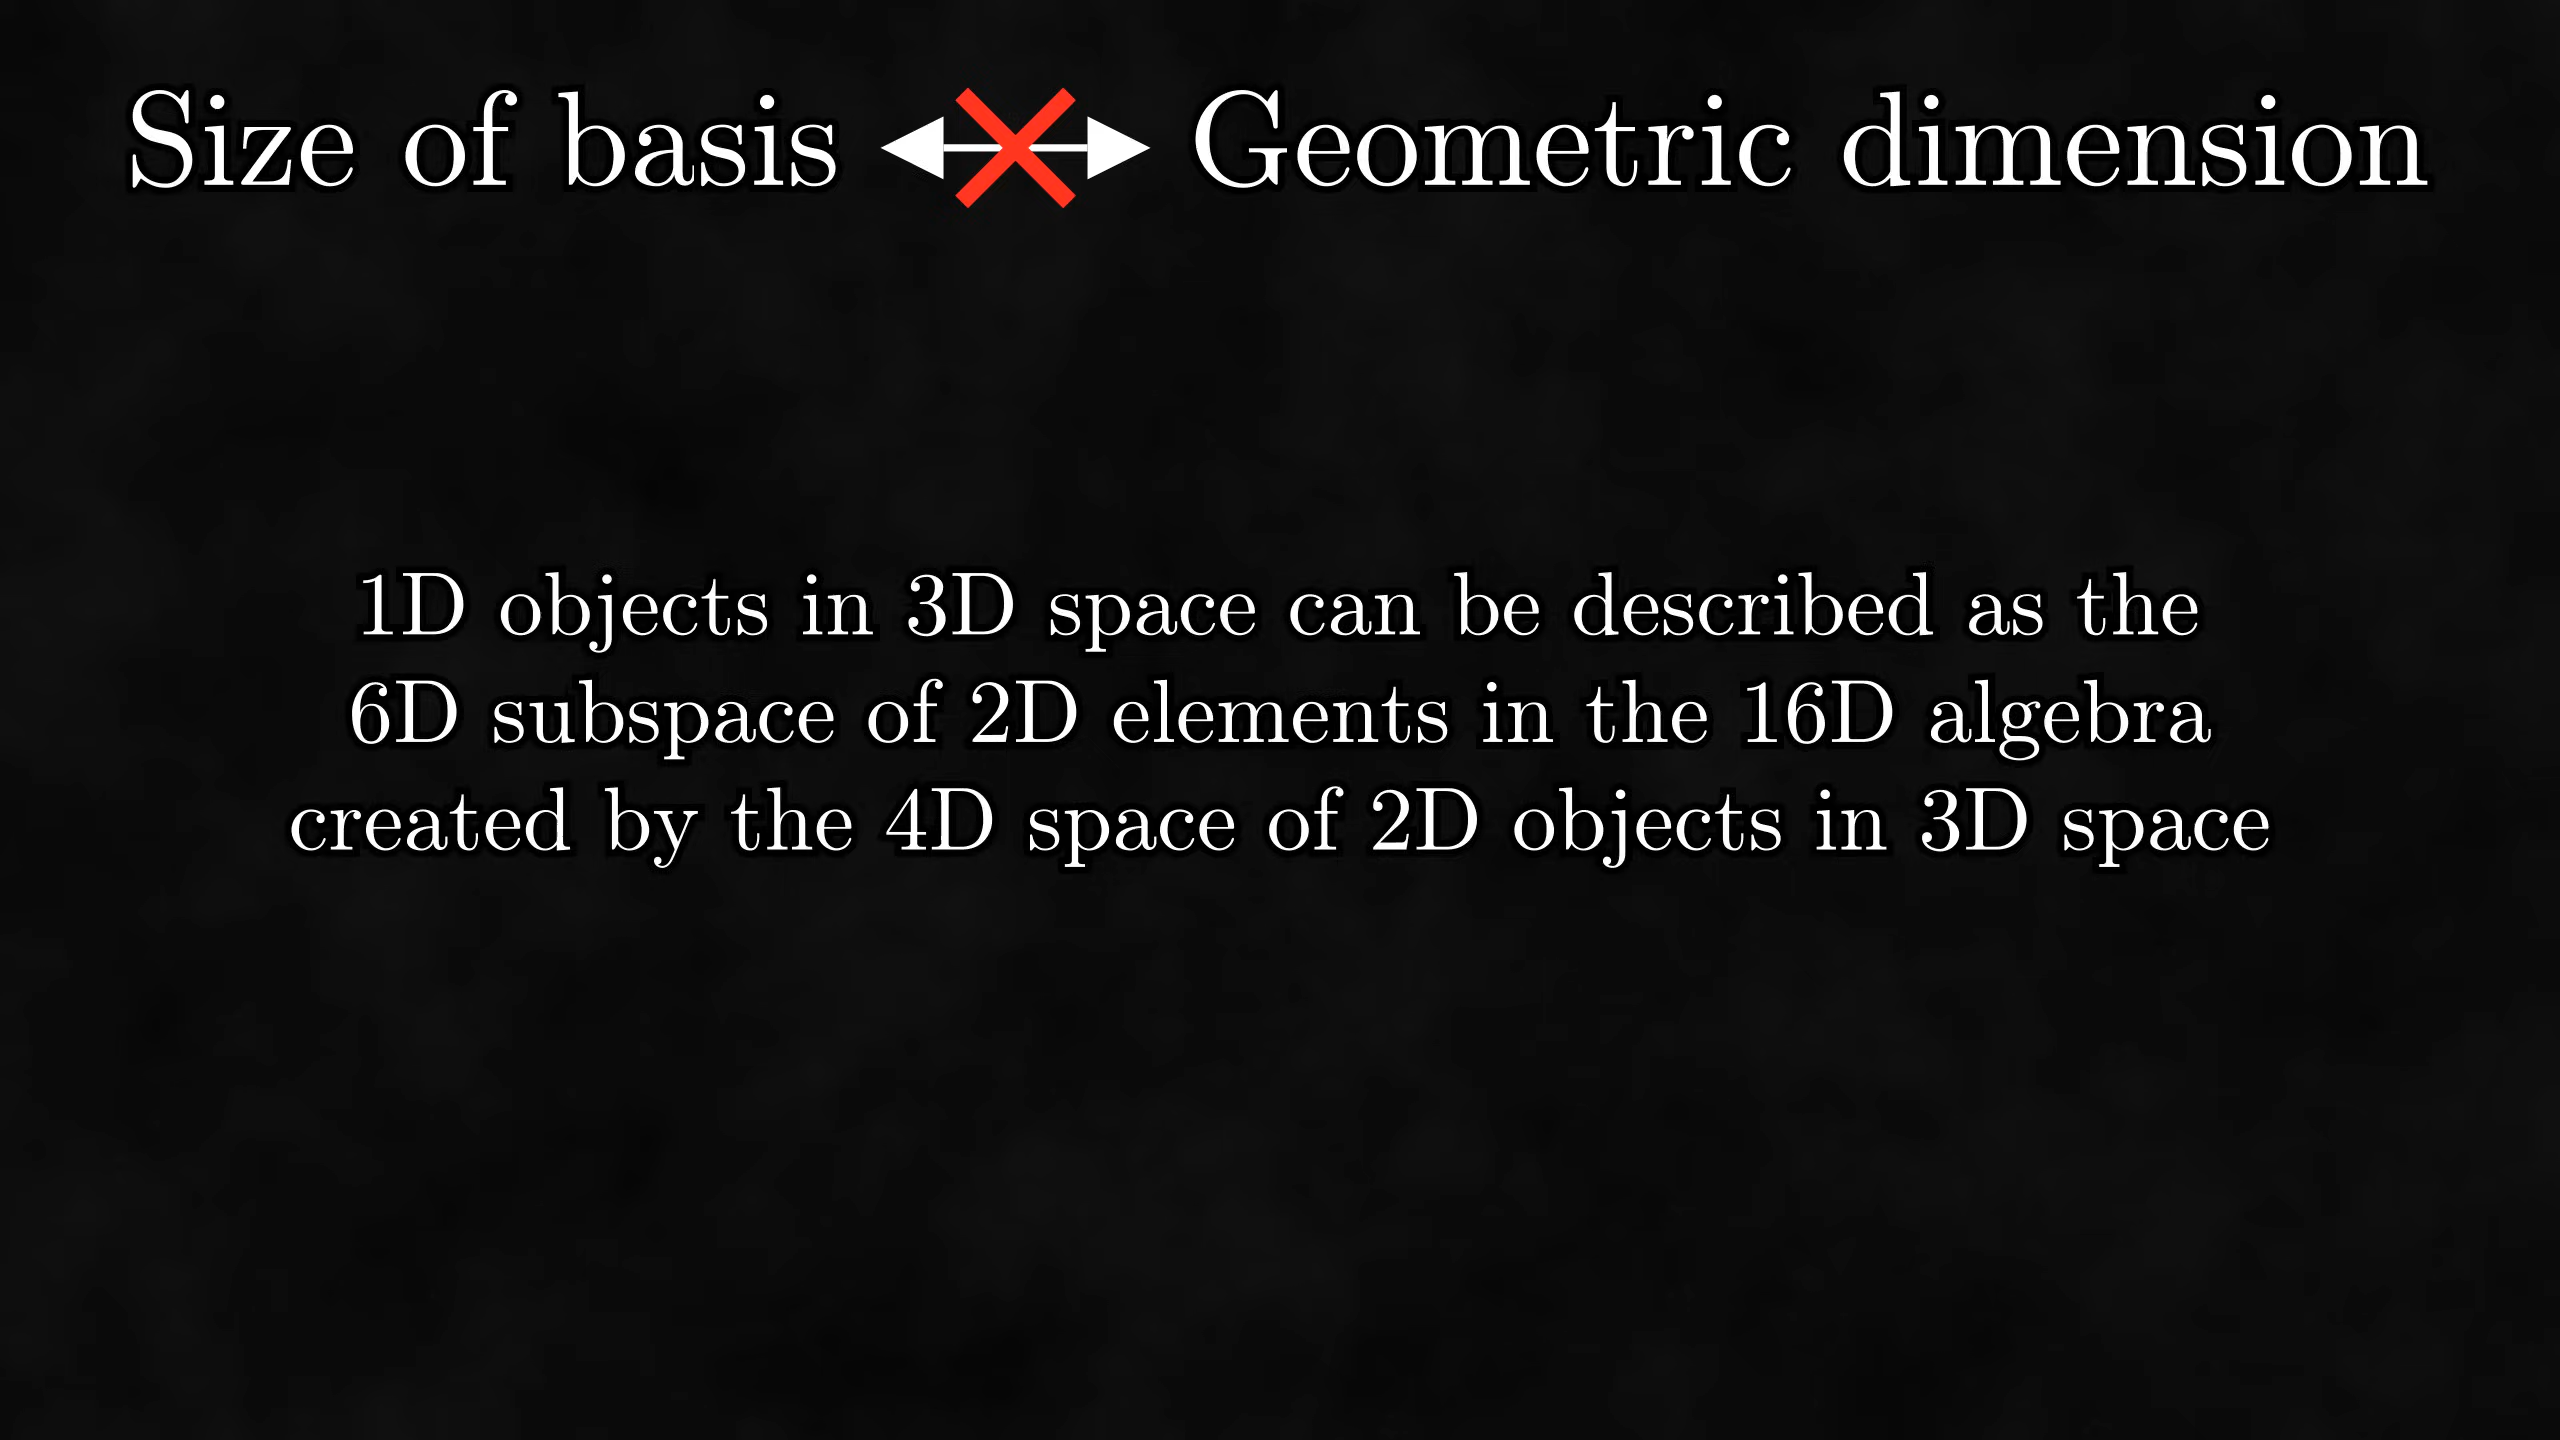 Size of basis Geometric dimension
1D objects in 3D space can be described as the
6D subspace of 2D elements in the 16D algebra
created by the 4D space of 2D objects in 3D space